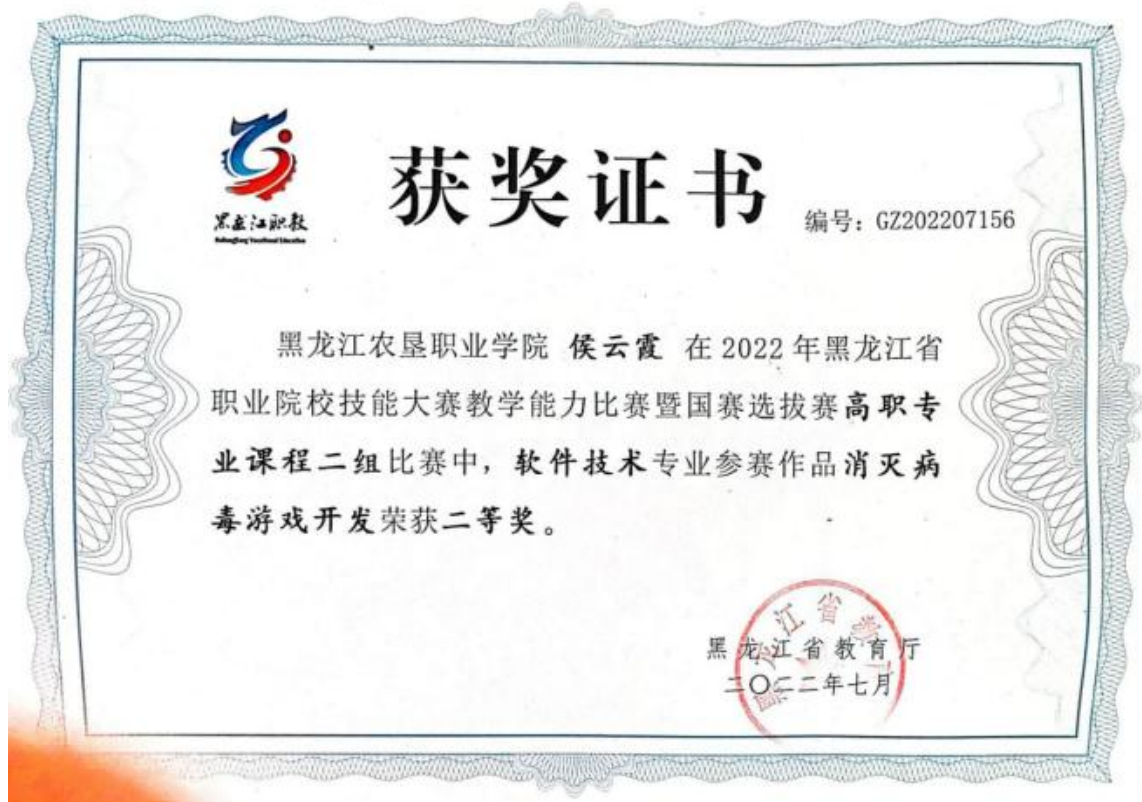 获奖证书
黑龙江职教
Heilongjiang Vocational Education
编号：GZ202207156
黑龙江农垦职业学院 侯云霞 在 2022 年黑龙江省
职业院校技能大赛教学能力比赛暨国赛选拔赛高职专
业课程二组比赛中，软件技术专业参赛作品消灭病
毒游戏开发荣获二等奖。
黑龙江省教育厅
二〇二二年七月